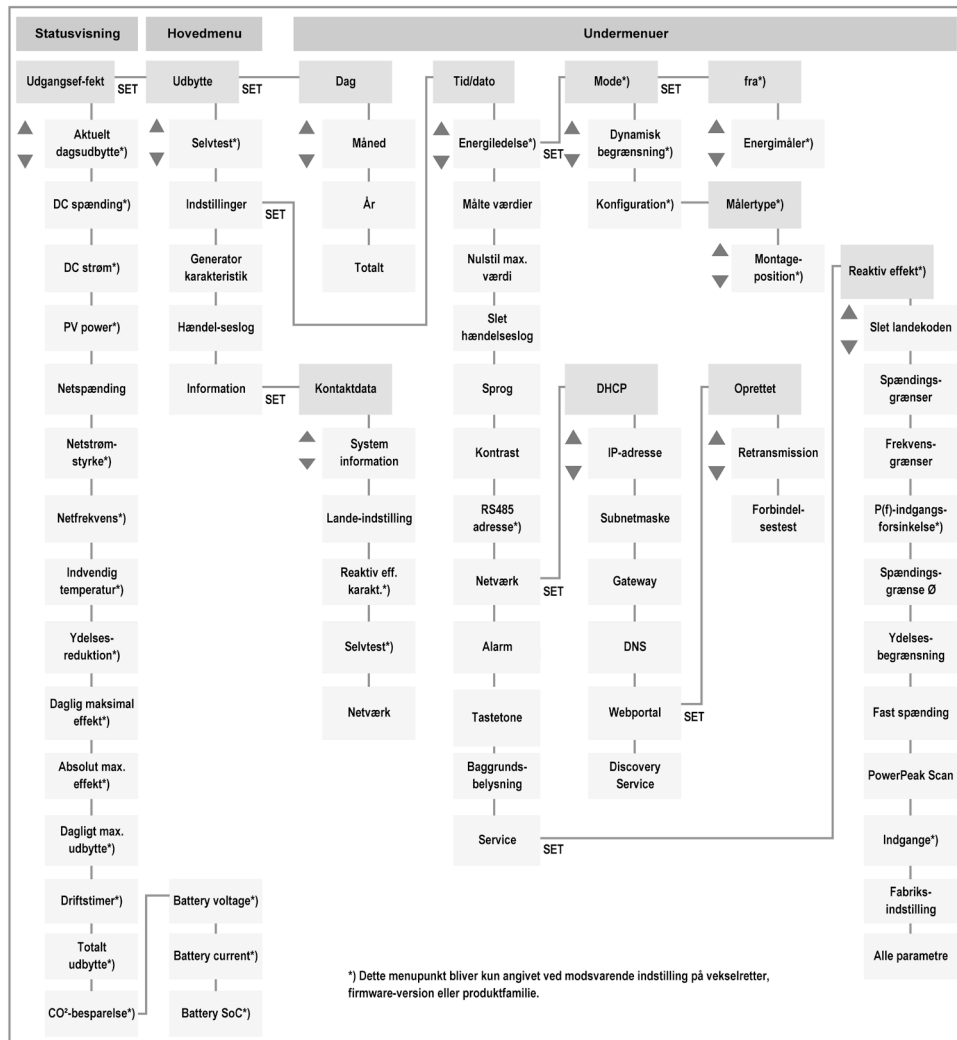 Statusvisning
Hovedmenu
Undermenuer
Udgangsef-fekt
SET
Udbytte
SET
Dag
Tid/dato
Mode*)
SET
fra*)
Aktuelt
dagsudbytte*)
Selvtest*)
Måned
Energiledelse*)
SET
Dynamisk
begrænsning*)
Energimåler*)
DC spænding*)
Indstillinger
SET
År
Målte værdier
Konfiguration*)
Målertype*)
DC strøm*)
Generator
karakteristik
Totalt
Nulstil max.
værdi
Montage-
position*)
Reaktiv effekt*)
PV power*)
Hændel-seslog
Slet
hændelseslog
Slet landekoden
Netspænding
Information
SET
Kontaktdata
Sprog
DHCP
Oprettet
Spændings-
grænser
Netstrøm-
styrke*)
System
information
Kontrast
IP-adresse
Retransmission
Frekvens-
grænser
Netfrekvens*)
Lande-indstilling
RS485
adresse*)
Subnetmaske
Forbindel-
sestest
P(f)-indgangs-
forsinkelse*)
Indvendig
temperatur*)
Reaktiv eff.
karakt.*)
Netværk
SET
Gateway
Spændings-
grænse Ø
Ydelses-
reduktion*)
Selvtest*)
Alarm
DNS
Ydelses-
begrænsning
Daglig maksimal
effekt*)
Netværk
Tastetone
Webportal
SET
Fast spænding
Absolut max.
effekt*)
Baggrunds-
belysning
Discovery
Service
PowerPeak Scan
Dagligt max.
udbytte*)
Service
SET
Indgange*)
Driftstimer*)
Battery voltage*)
Fabriks-
indstilling
Totalt
udbytte*)
Battery current*)
Alle parametre
CO²-besparelse*)
Battery SoC*)
*) Dette menupunkt bliver kun angivet ved modsvarende indstilling på vekselretter,
firmware-version eller produktfamilie.